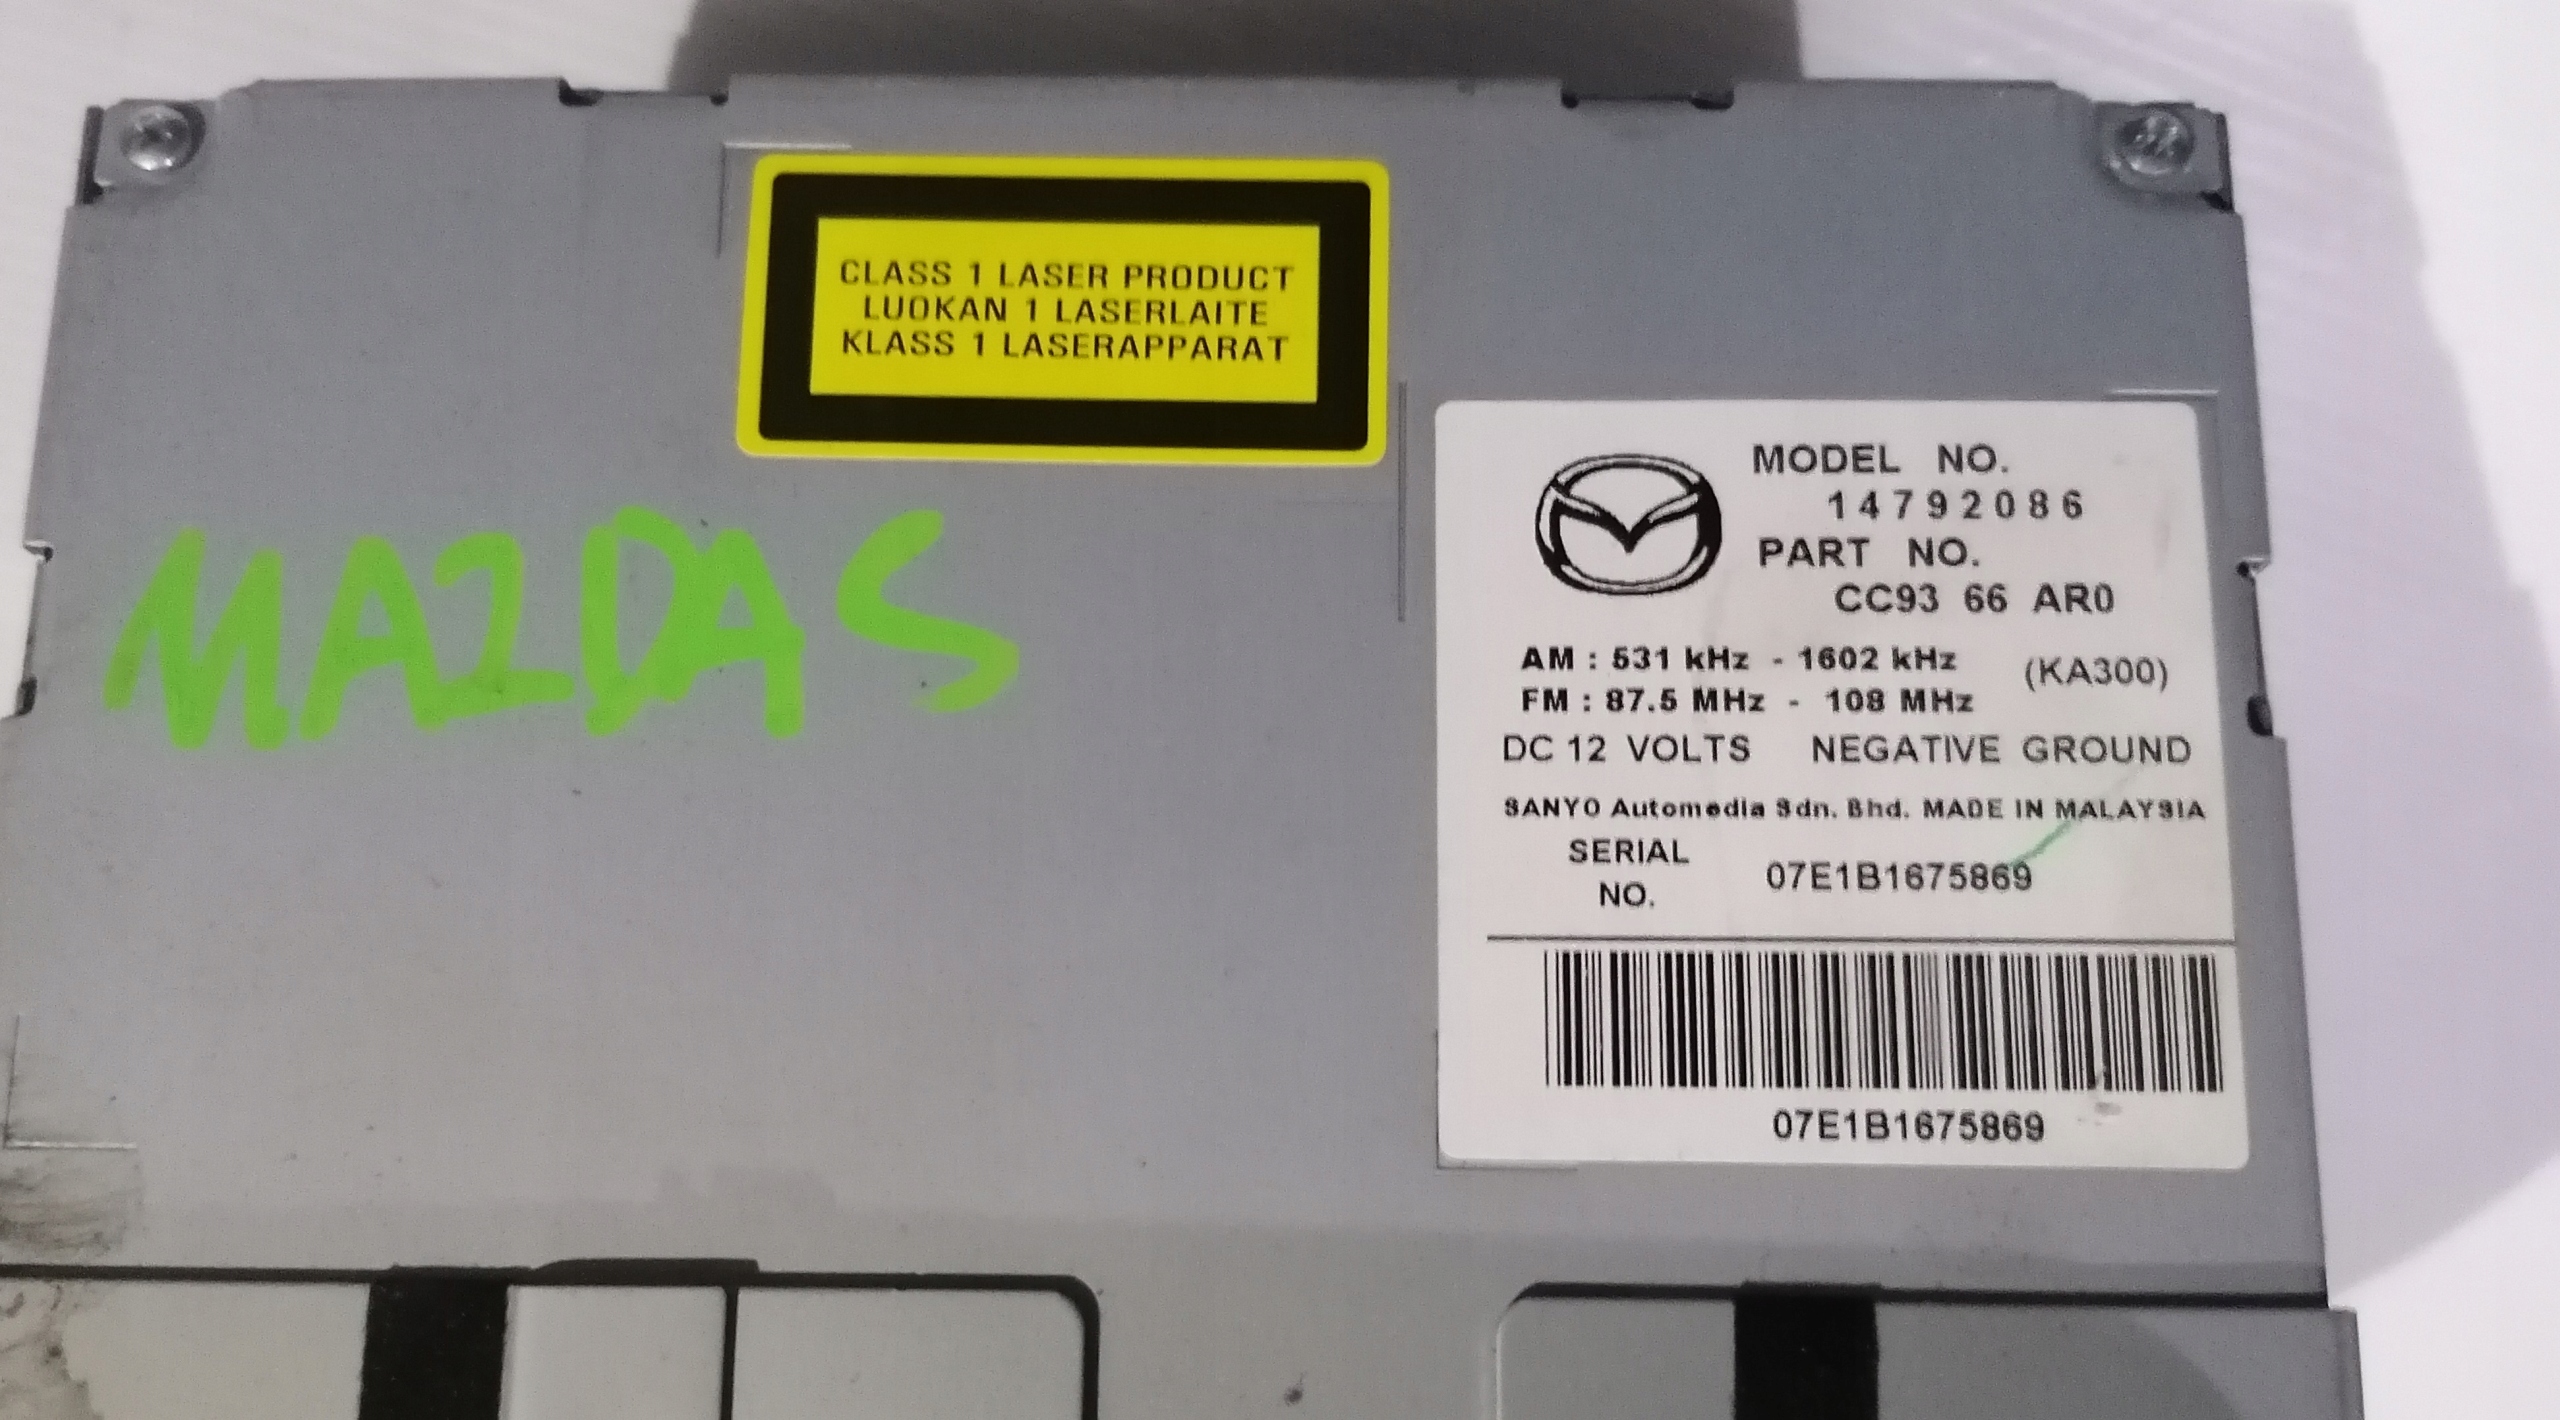 CLASS 1 LASER PRODUCT
LUOKAN 1 LASERLAITE
KLASS 1 LASERAPPARAT
MAZDA S
MODEL NO.
14792086
PART NO.
CC93 66 AR0
AM : 531 kHz - 1602 kHz (KA300)
FM : 87.5 MHz - 108 MHz
DC 12 VOLTS NEGATIVE GROUND
SANYO Automedia Sdn. Bhd. MADE IN MALAYSIA
SERIAL NO. 07E1B1675869
07E1B1675869